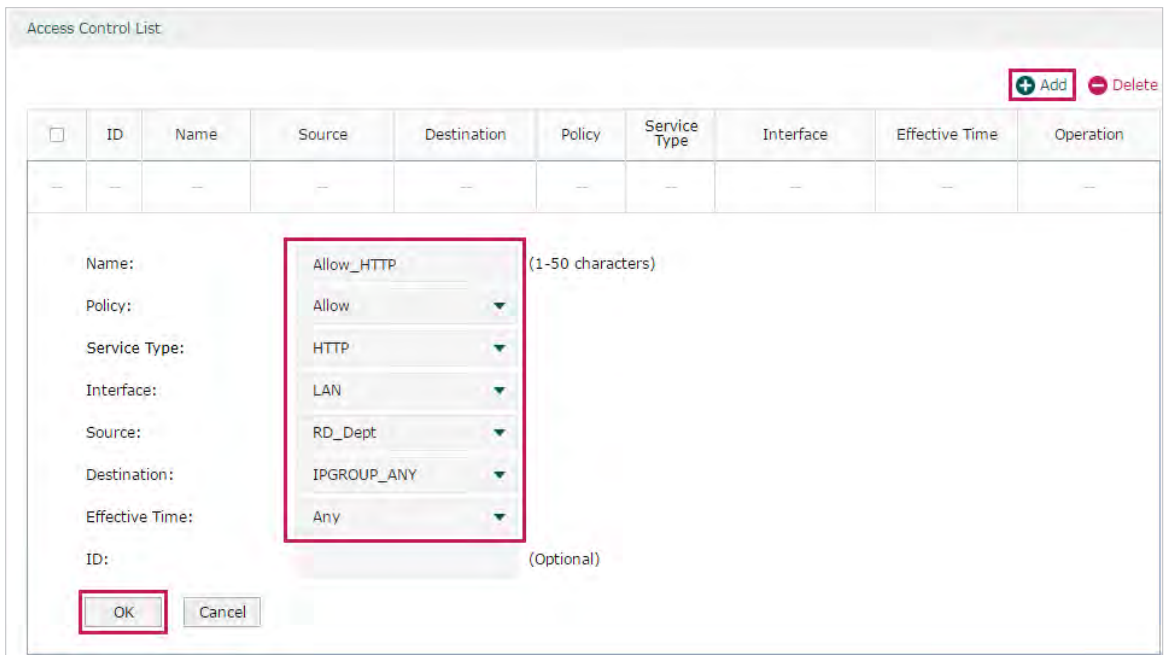 Access Control List
Add Delete
ID Name Source Destination Policy Service Type Interface Effective Time Operation
-- -- -- -- -- -- -- -- -- --
Name: Allow_HTTP (1-50 characters)
Policy: Allow
Service Type: HTTP
Interface: LAN
Source: RD_Dept
Destination: IPGROUP_ANY
Effective Time: Any
ID: (Optional)
OK Cancel